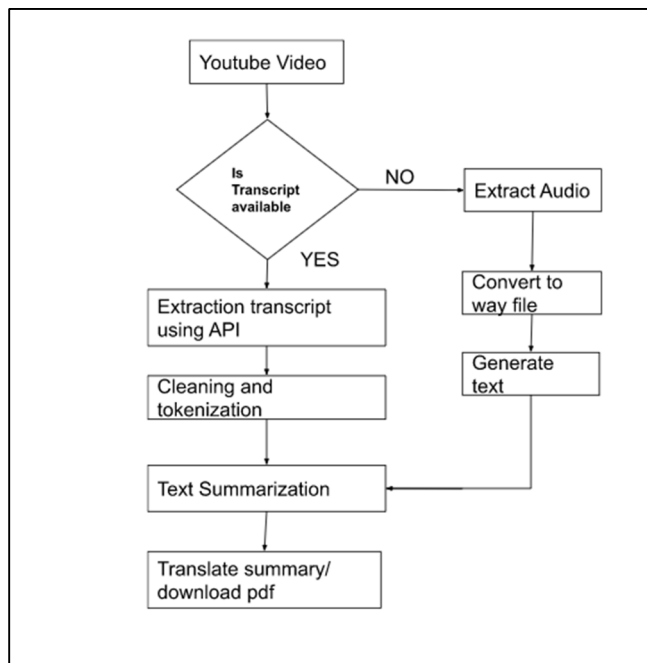 Youtube Video
Is
Transcript
available
NO
Extract Audio
YES
Extraction transcript
using API
Convert to
way file
Cleaning and
tokenization
Generate
text
Text Summarization
Translate summary/
download pdf